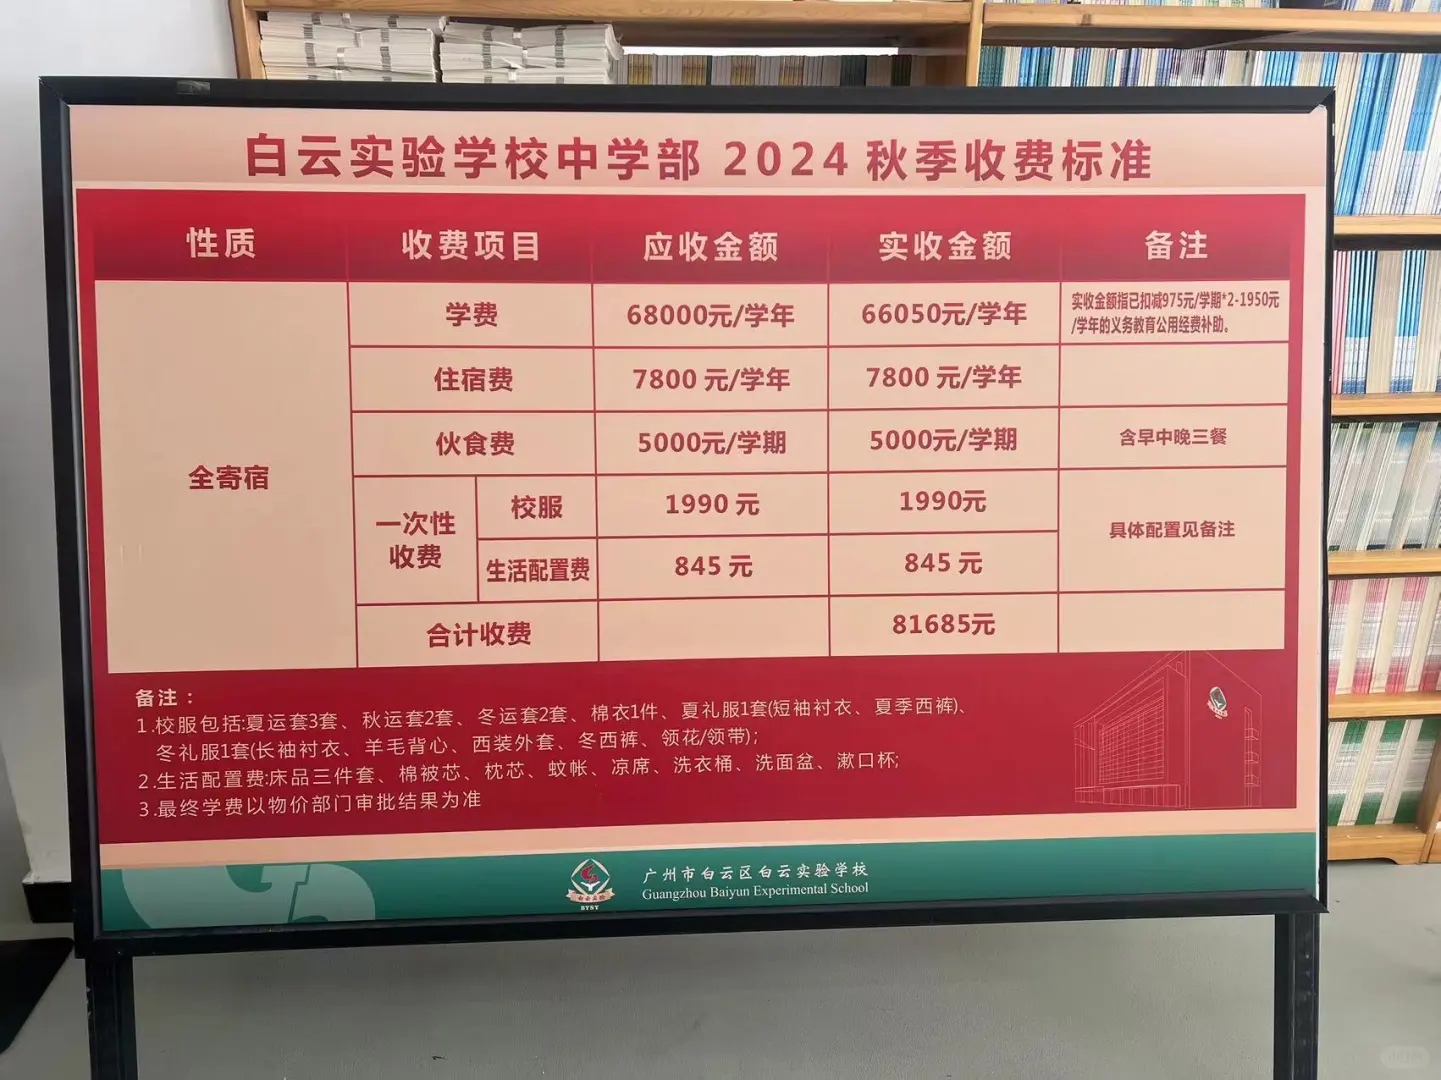 白云实验学校中学部 2024 秋季收费标准
性质 收费项目 应收金额 实收金额 备注
全寄宿
学费 68000元/学年 66050元/学年 实收金额指已扣减975元/学期*2-1950元
/学年的义务教育公用经费补助。
住宿费 7800 元/学年 7800 元/学年
伙食费 5000元/学期 5000元/学期 含早中晚三餐
一次性
收费
校服 1990 元 1990元
具体配置见备注
生活配置费 845 元 845 元
合计收费 81685元
备注：
1.校服包括:夏运套3套、秋运套2套、冬运套2套、棉衣1件、夏礼服1套(短袖衬衣、夏季西裤)、
冬礼服1套(长袖衬衣、羊毛背心、西装外套、冬西裤、领花/领带);
2.生活配置费:床品三件套、棉被芯、枕芯、蚊帐、凉席、洗衣桶、洗面盆、漱口杯;
3.最终学费以物价部门审批结果为准
广州市白云区白云实验学校
Guangzhou Baiyun Experimental School
BYSY